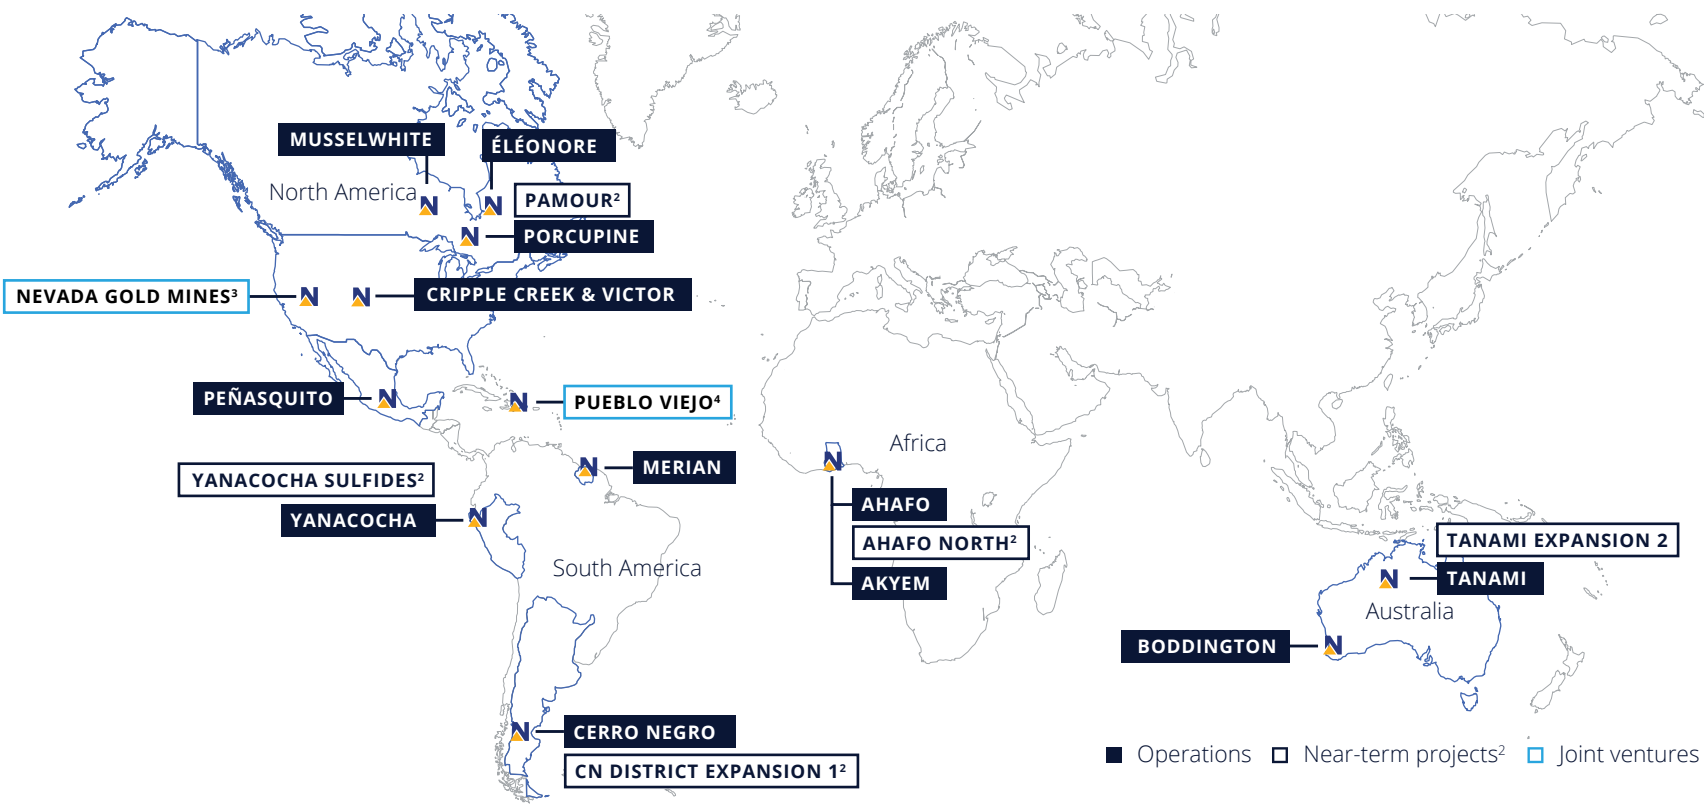 MUSSELWHITE
ÉLÉONORE
North America
PAMOUR²
PORCUPINE
NEVADA GOLD MINES³
CRIPPLE CREEK & VICTOR
PEÑASQUITO
PUEBLO VIEJO⁴
Africa
MERIAN
YANACOCHA SULFIDES²
YANACOCHA
AHAFO
AHAFO NORTH²
AKYEM
South America
TANAMI EXPANSION 2
TANAMI
Australia
BODDINGTON
CERRO NEGRO
CN DISTRICT EXPANSION 1²
Operations
Near-term projects²
Joint ventures